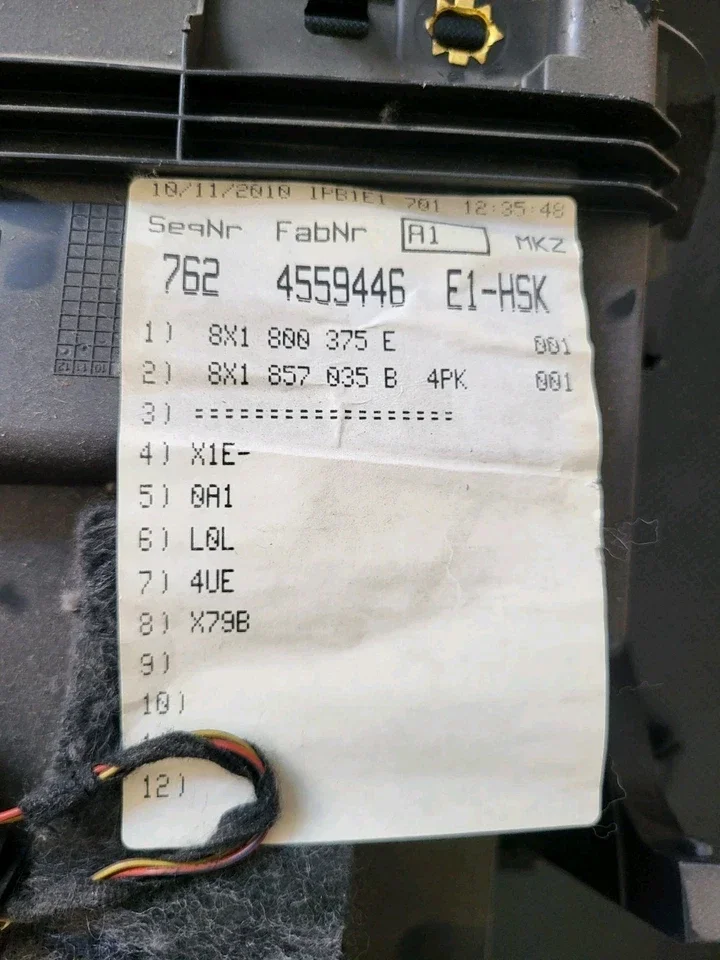 10/11/2010 IPB1E1 701 12:35:48
SeqNr FabNr A1 MKZ
762 4559446 E1-HSK
1) 8X1 800 375 E 001
2) 8X1 857 035 B 4PK 001
3) ==================
4) X1E-
5) 0A1
6) L0L
7) 4UE
8) X79B
9)
10)
12)